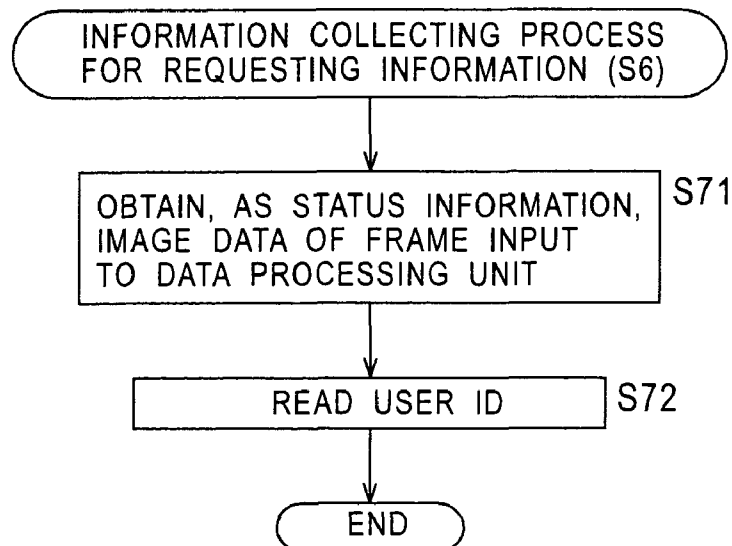 INFORMATION COLLECTING PROCESS
FOR REQUESTING INFORMATION (S6)
OBTAIN, AS STATUS INFORMATION,
IMAGE DATA OF FRAME INPUT
TO DATA PROCESSING UNIT
S71
READ USER ID
S72
END